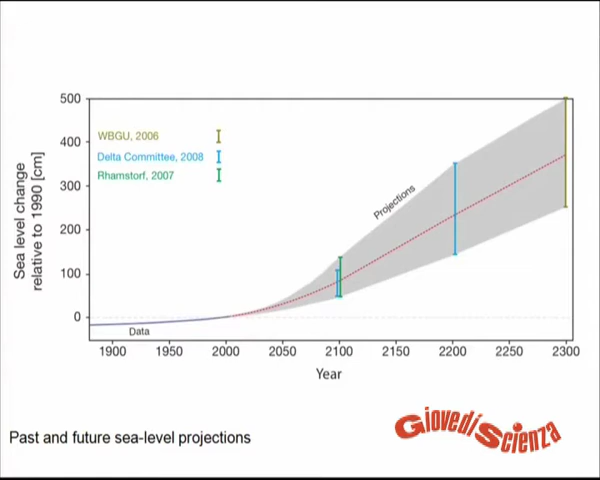 500
400
300
200
100
0
Sea level change
relative to 1990 [cm]
WBGU, 2006
Delta Committee, 2008
Rhamstorf, 2007
Projections
Data
1900 1950 2000 2050 2100 2150 2200 2250 2300
Year
Past and future sea-level projections
GiovedìScienza